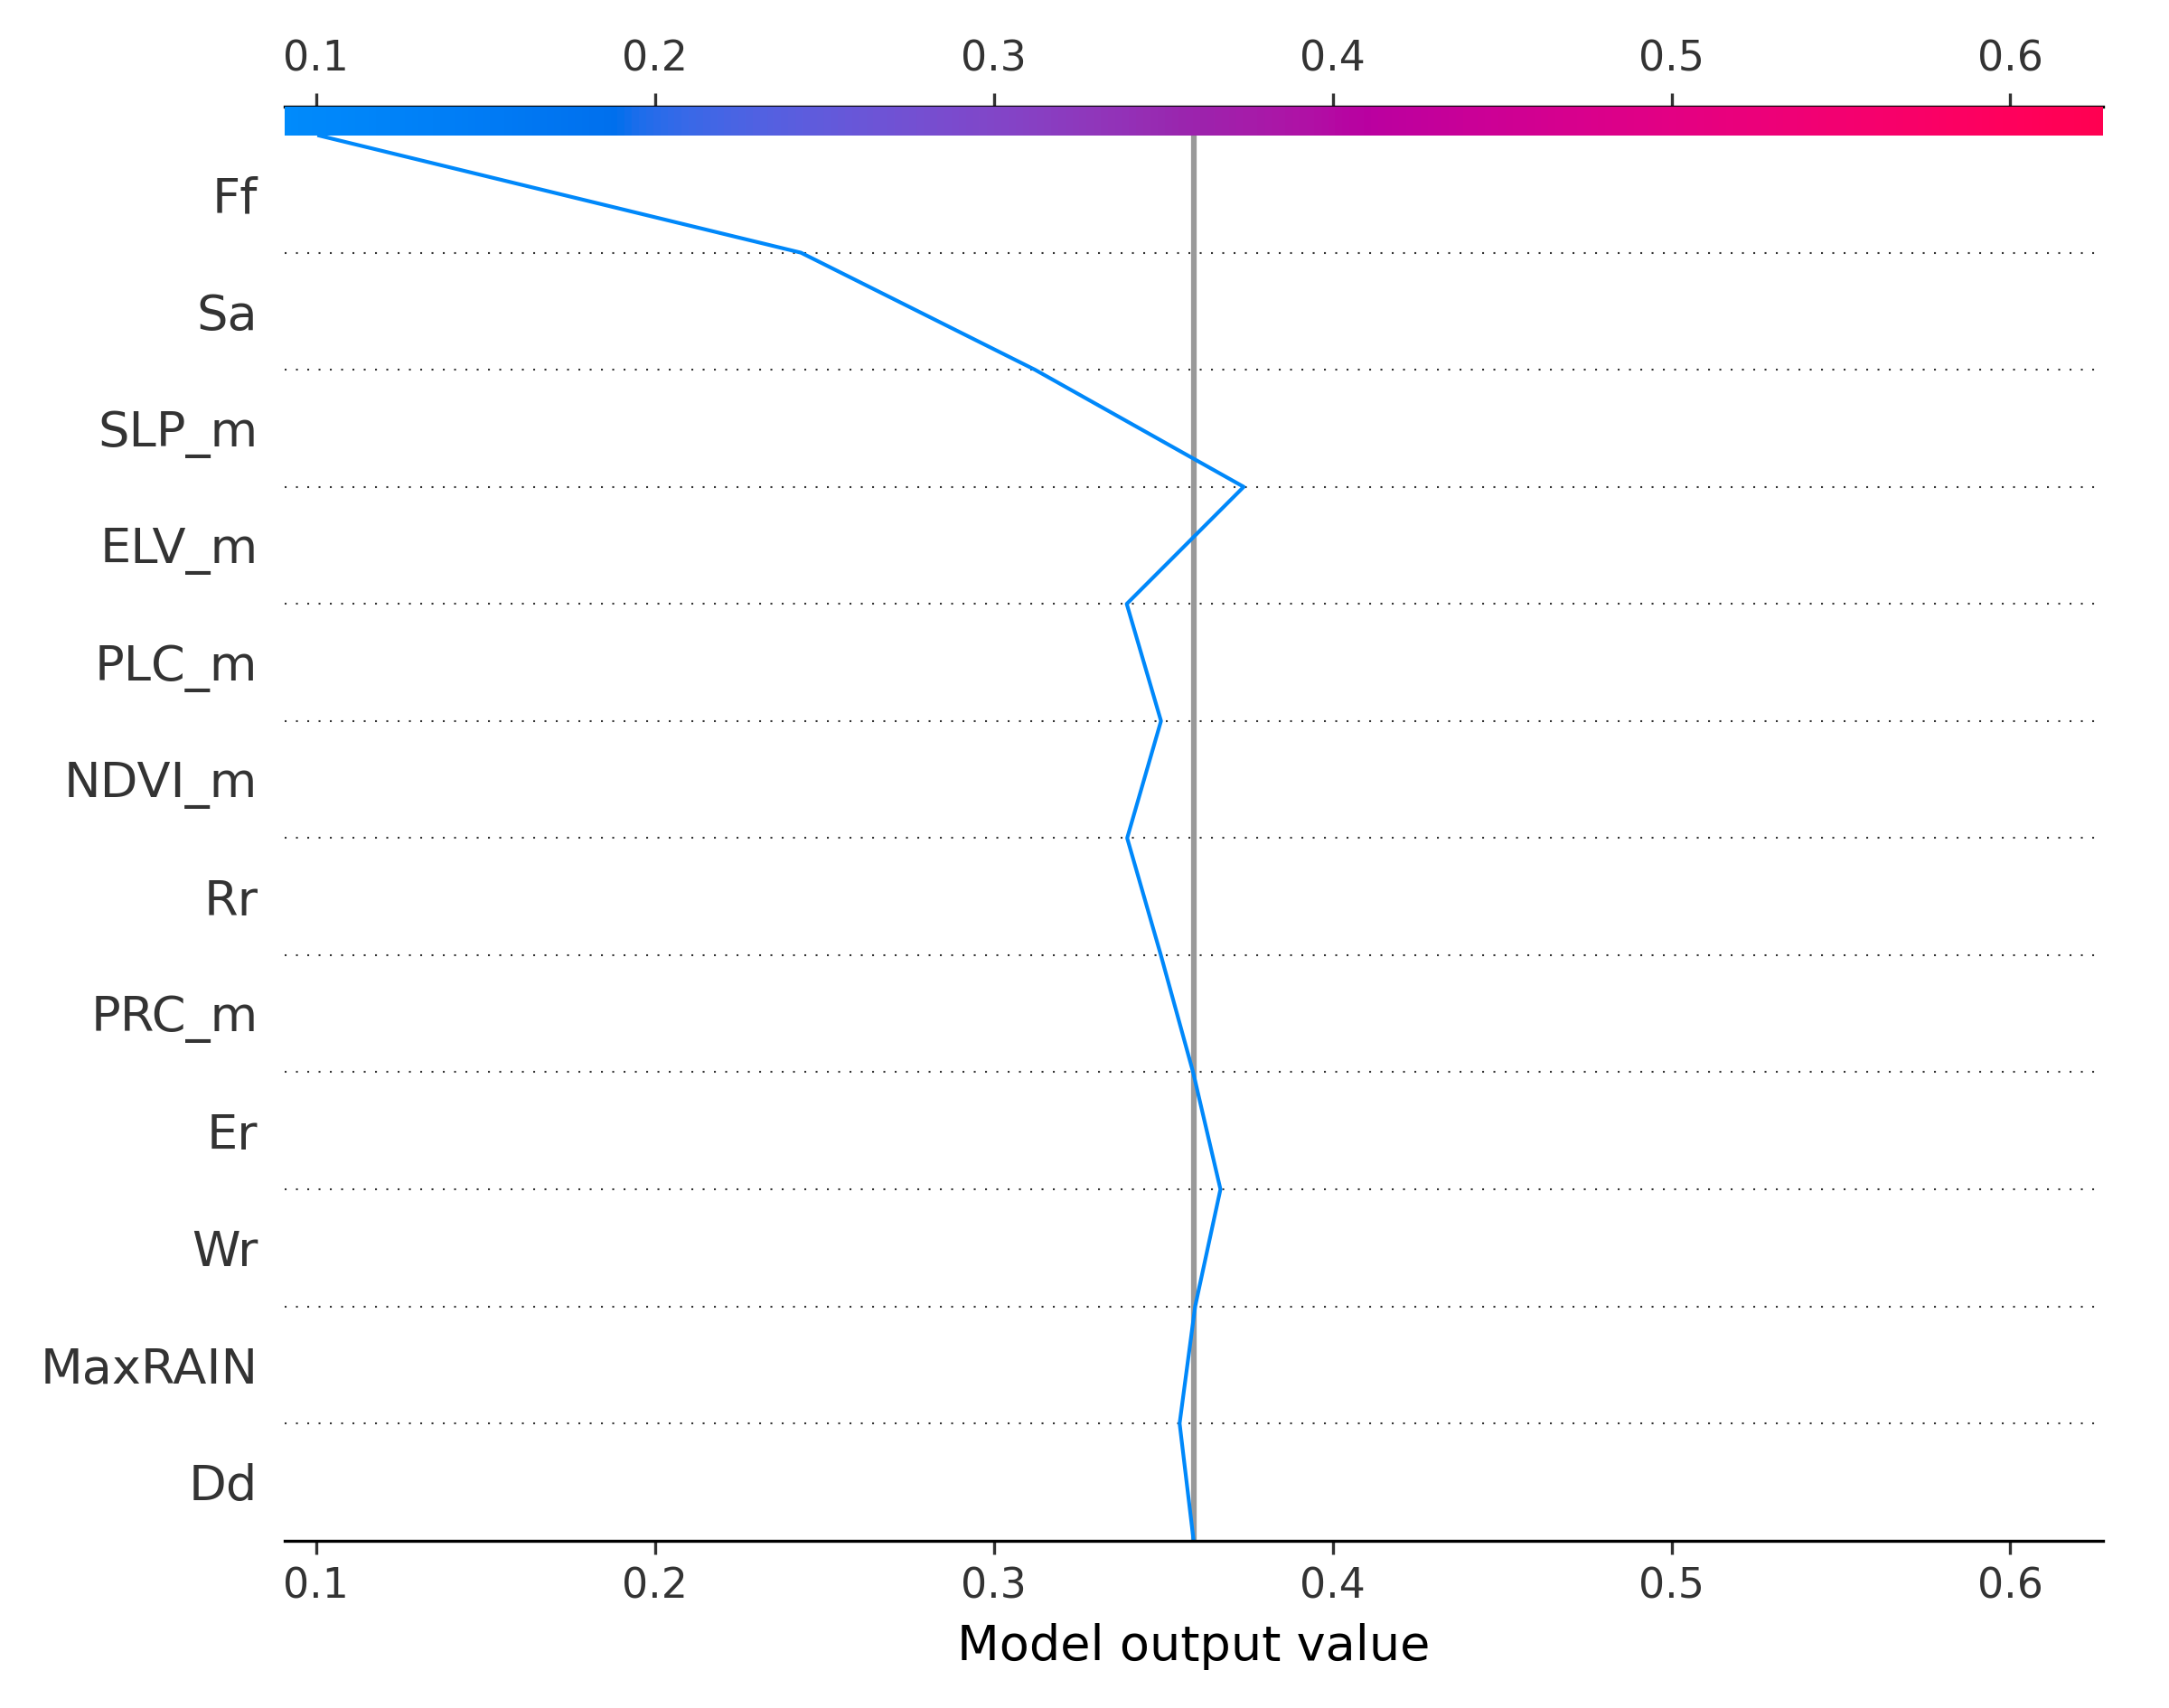 0.1 0.2 0.3 0.4 0.5 0.6
Ff
Sa
SLP_m
ELV_m
PLC_m
NDVI_m
Rr
PRC_m
Er
Wr
MaxRAIN
Dd
0.1 0.2 0.3 0.4 0.5 0.6
Model output value